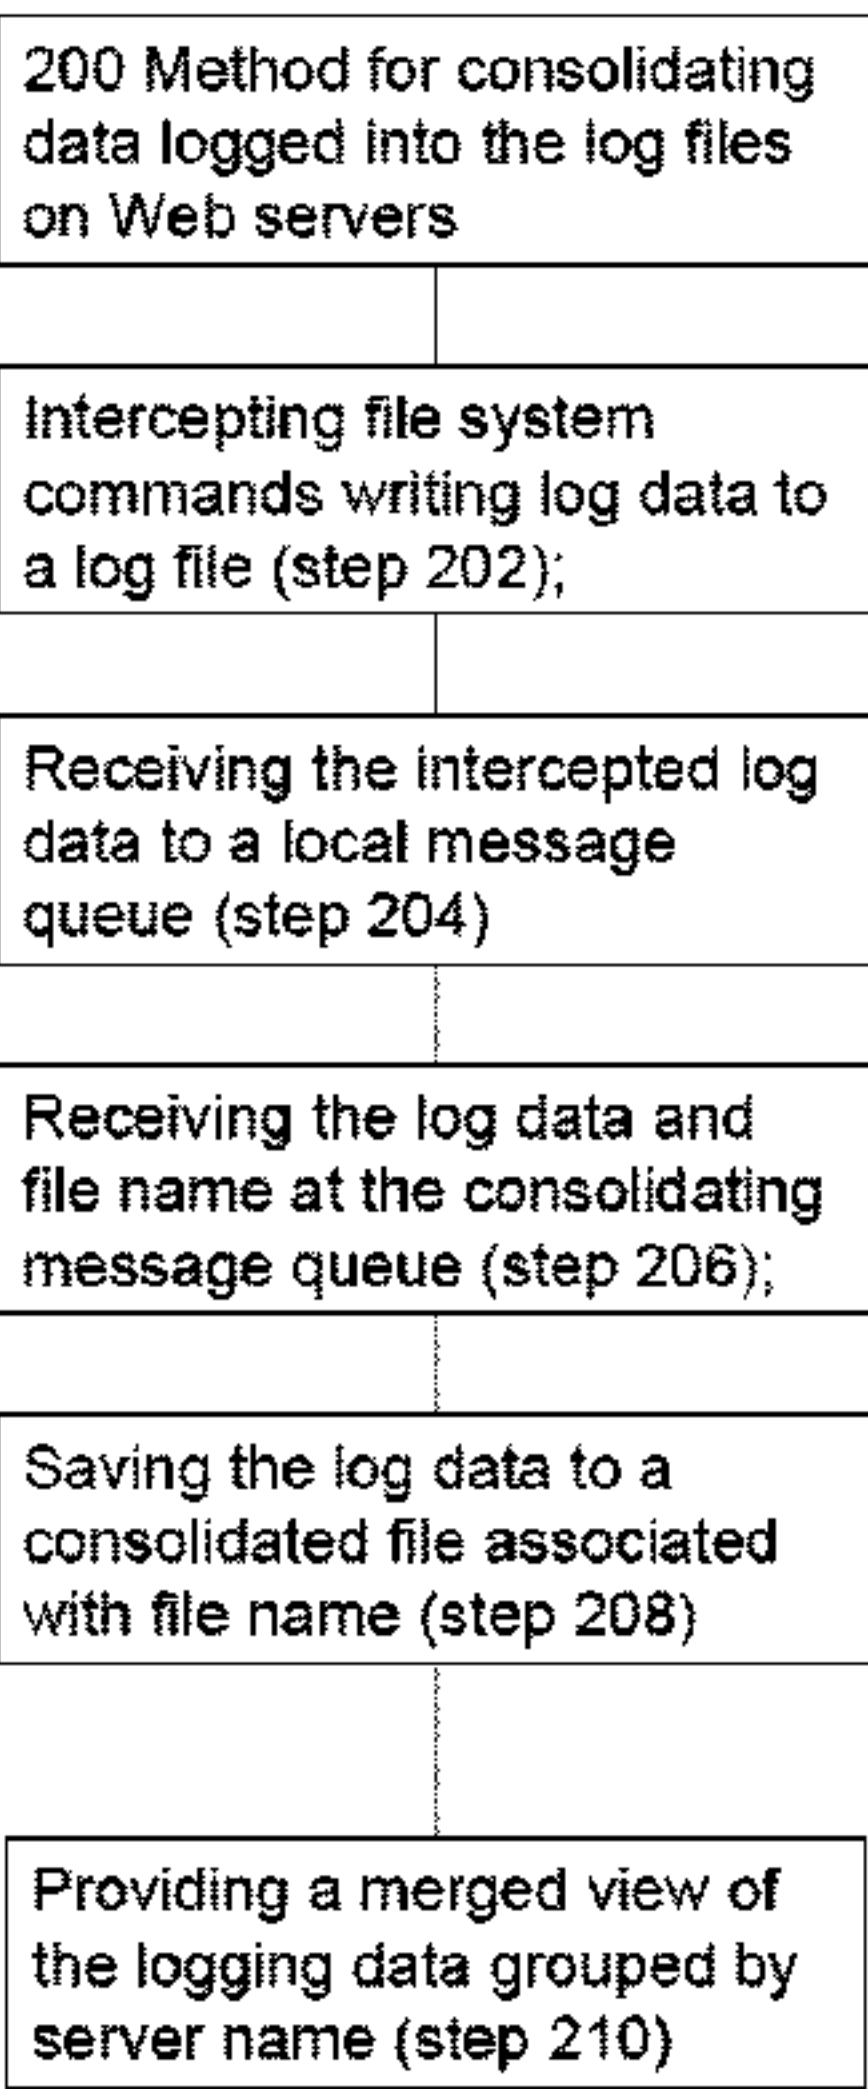 200 Method for consolidating
data logged into the log files
on Web servers
Intercepting file system
commands writing log data to
a log file (step 202);
Receiving the intercepted log
data to a local message
queue (step 204)
Receiving the log data and
file name at the consolidating
message queue (step 206);
Saving the log data to a
consolidated file associated
with file name (step 208)
Providing a merged view of
the logging data grouped by
server name (step 210)